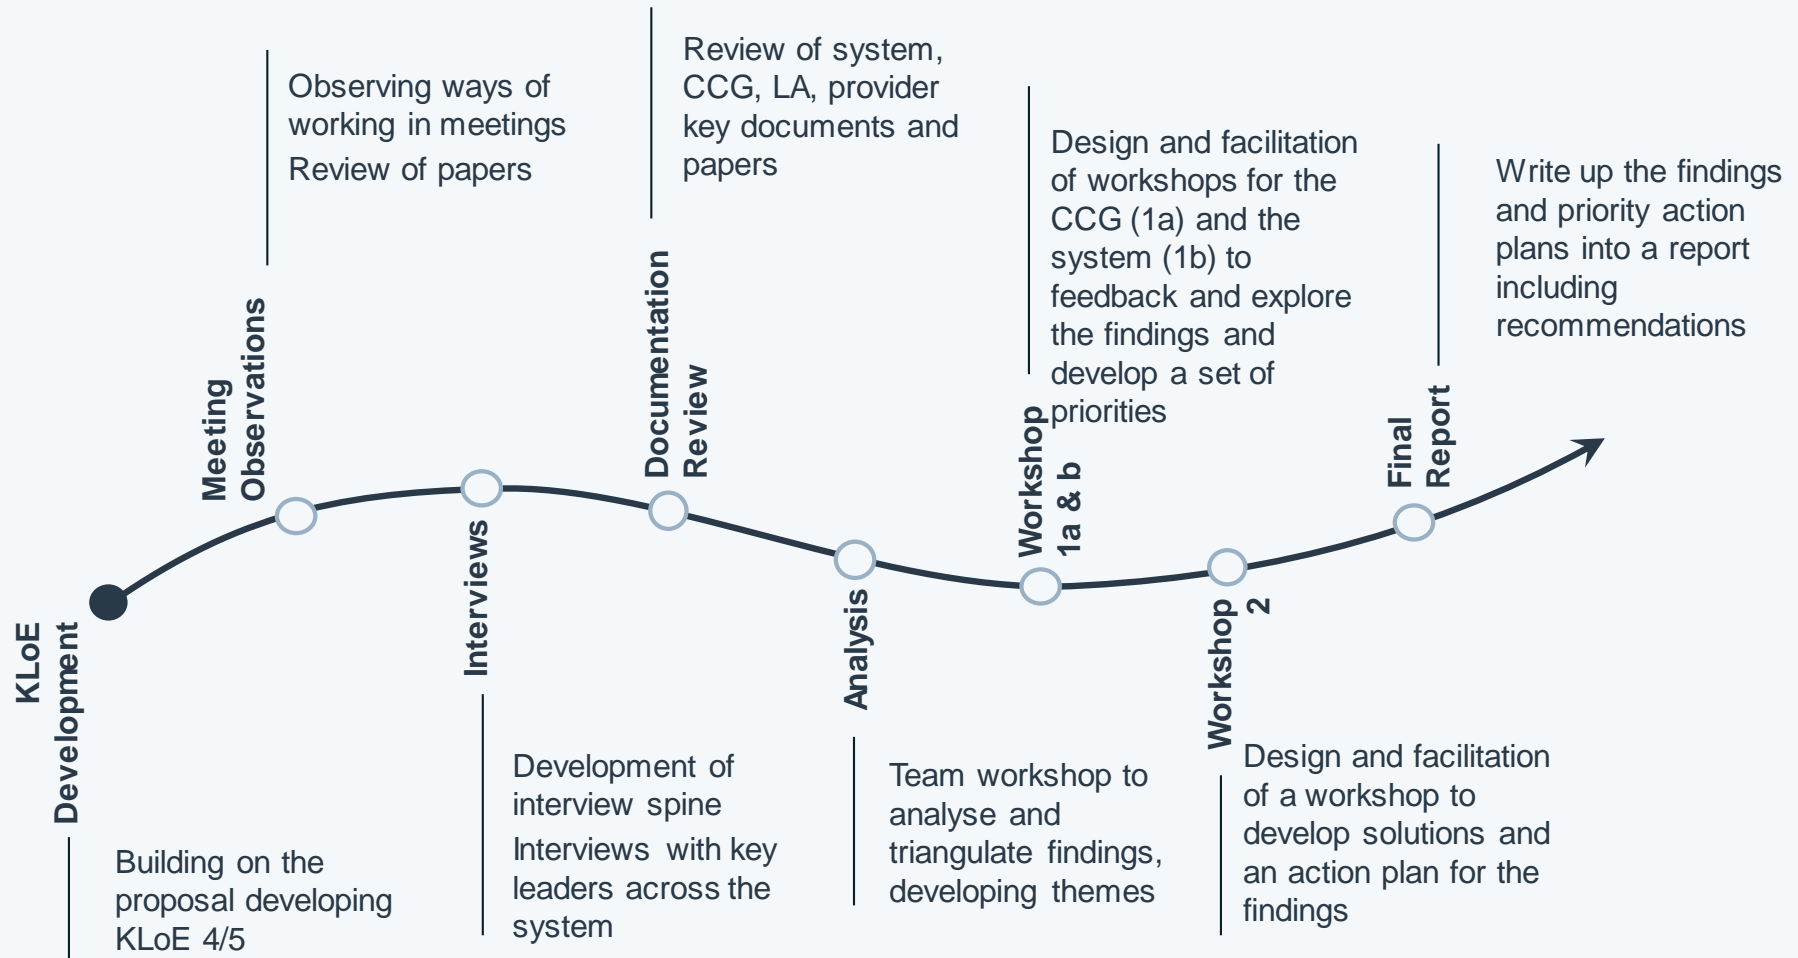 KLoE
Development
Building on the
proposal developing
KLoE 4/5
Meeting
Observations
Observing ways of
working in meetings
Review of papers
Interviews
Development of
interview spine
Interviews with key
leaders across the
system
Documentation
Review
Review of system,
CCG, LA, provider
key documents and
papers
Analysis
Team workshop to
analyse and
triangulate findings,
developing themes
Workshop
1a & b
Design and facilitation
of workshops for the
CCG (1a) and the
system (1b) to
feedback and explore
the findings and
develop a set of
priorities
Workshop
2
Design and facilitation
of a workshop to
develop solutions and
an action plan for the
findings
Final
Report
Write up the findings
and priority action
plans into a report
including
recommendations